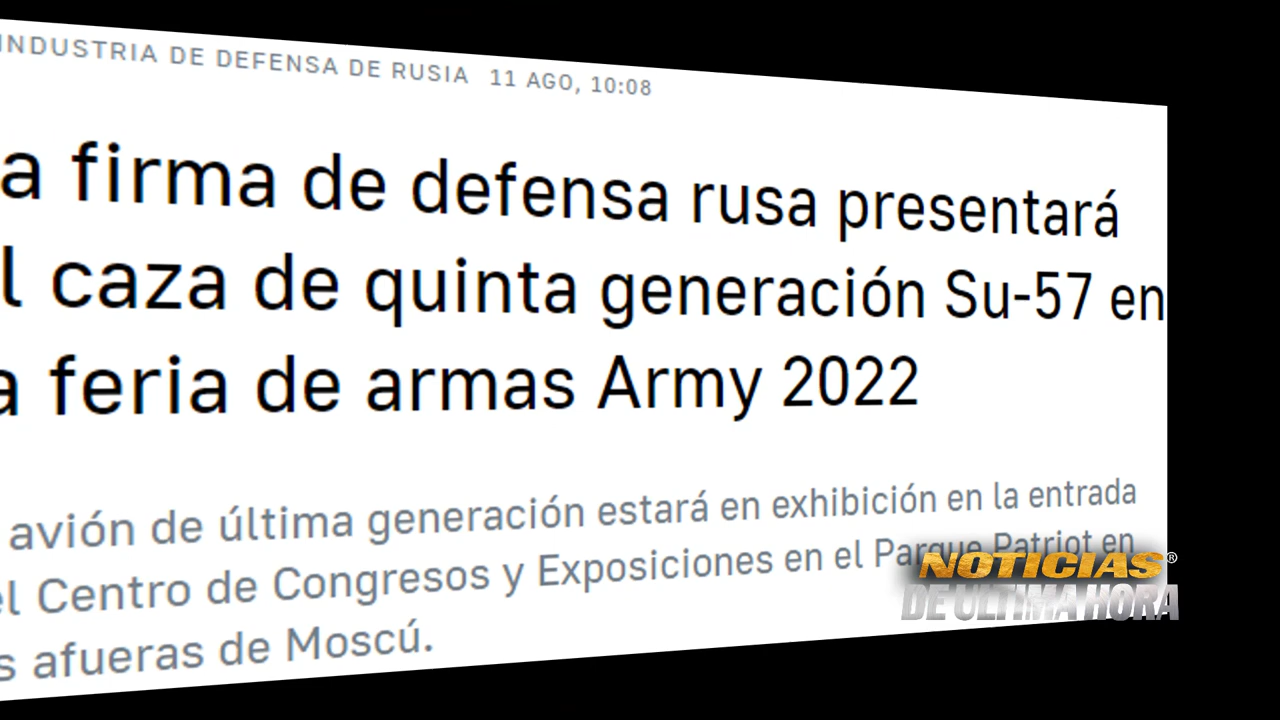 INDUSTRIA DE DEFENSA DE RUSIA 11 AGO, 10:08
a firma de defensa rusa presentará
l caza de quinta generación Su-57 en
a feria de armas Army 2022
avión de última generación estará en exhibición en la entrada
el Centro de Congresos y Exposiciones en el Parque Patriot en
s afueras de Moscú.
NOTICIAS®
DE ULTIMA HORA